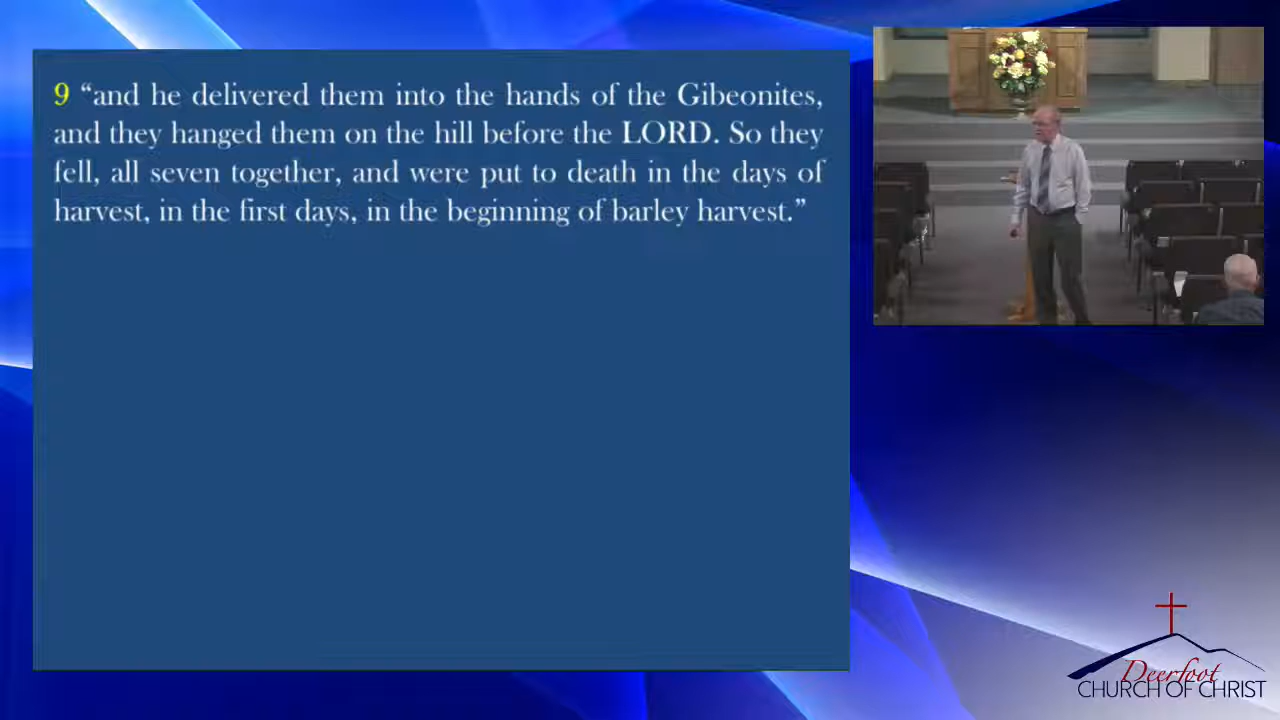 9 “and he delivered them into the hands of the Gibeonites,
and they hanged them on the hill before the LORD. So they
fell, all seven together, and were put to death in the days of
harvest, in the first days, in the beginning of barley harvest.”
Deerfoot
CHURCH OF CHRIST